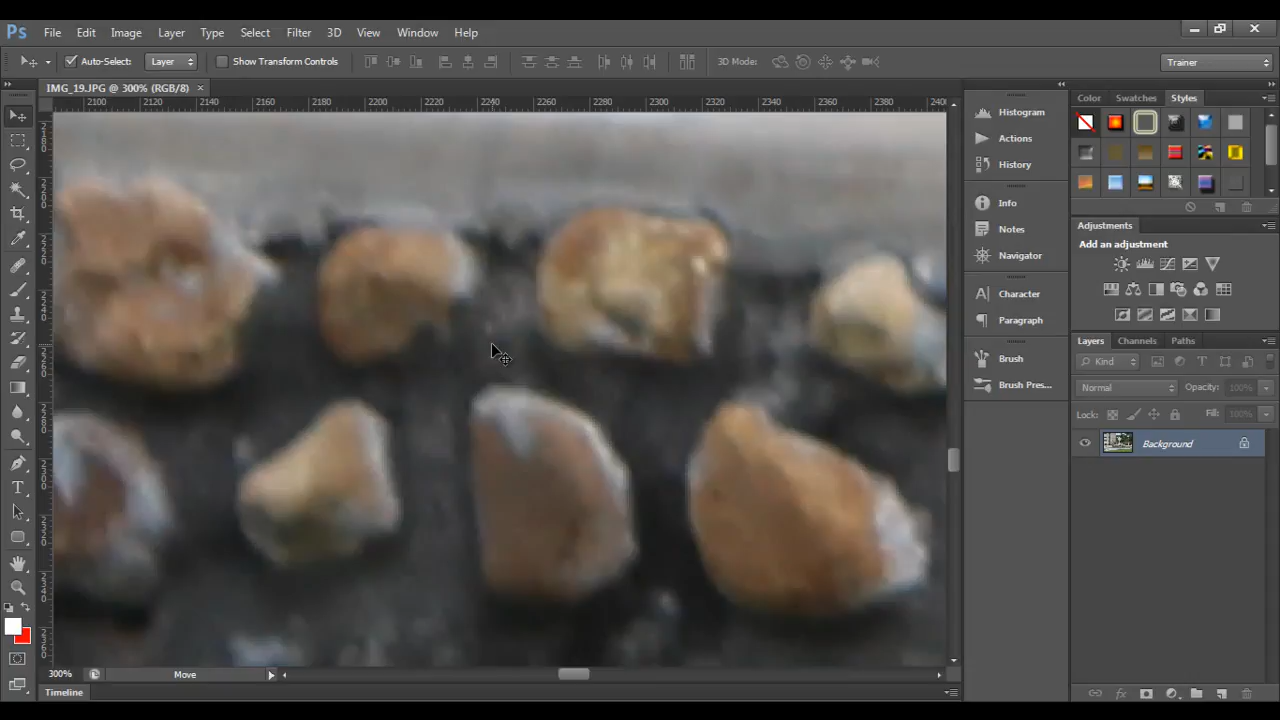 Ps File Edit Image Layer Type Select Filter 3D View Window Help
Auto-Select: Layer Show Transform Controls 3D Mode: Trainer
IMG_19.JPG @ 300% (RGB/8) ×
2100 2120 2140 2160 2180 2200 2220 2240 2260 2280 2300 2320 2340 2360 2380 2400
Histogram
Actions
History
Info
Notes
Navigator
Character
Paragraph
Brush
Brush Pres...
Color Swatches Styles
Adjustments
Add an adjustment
Layers Channels Paths
Kind
Normal Opacity: 100%
Lock: Fill: 100%
Background
300% Move
Timeline